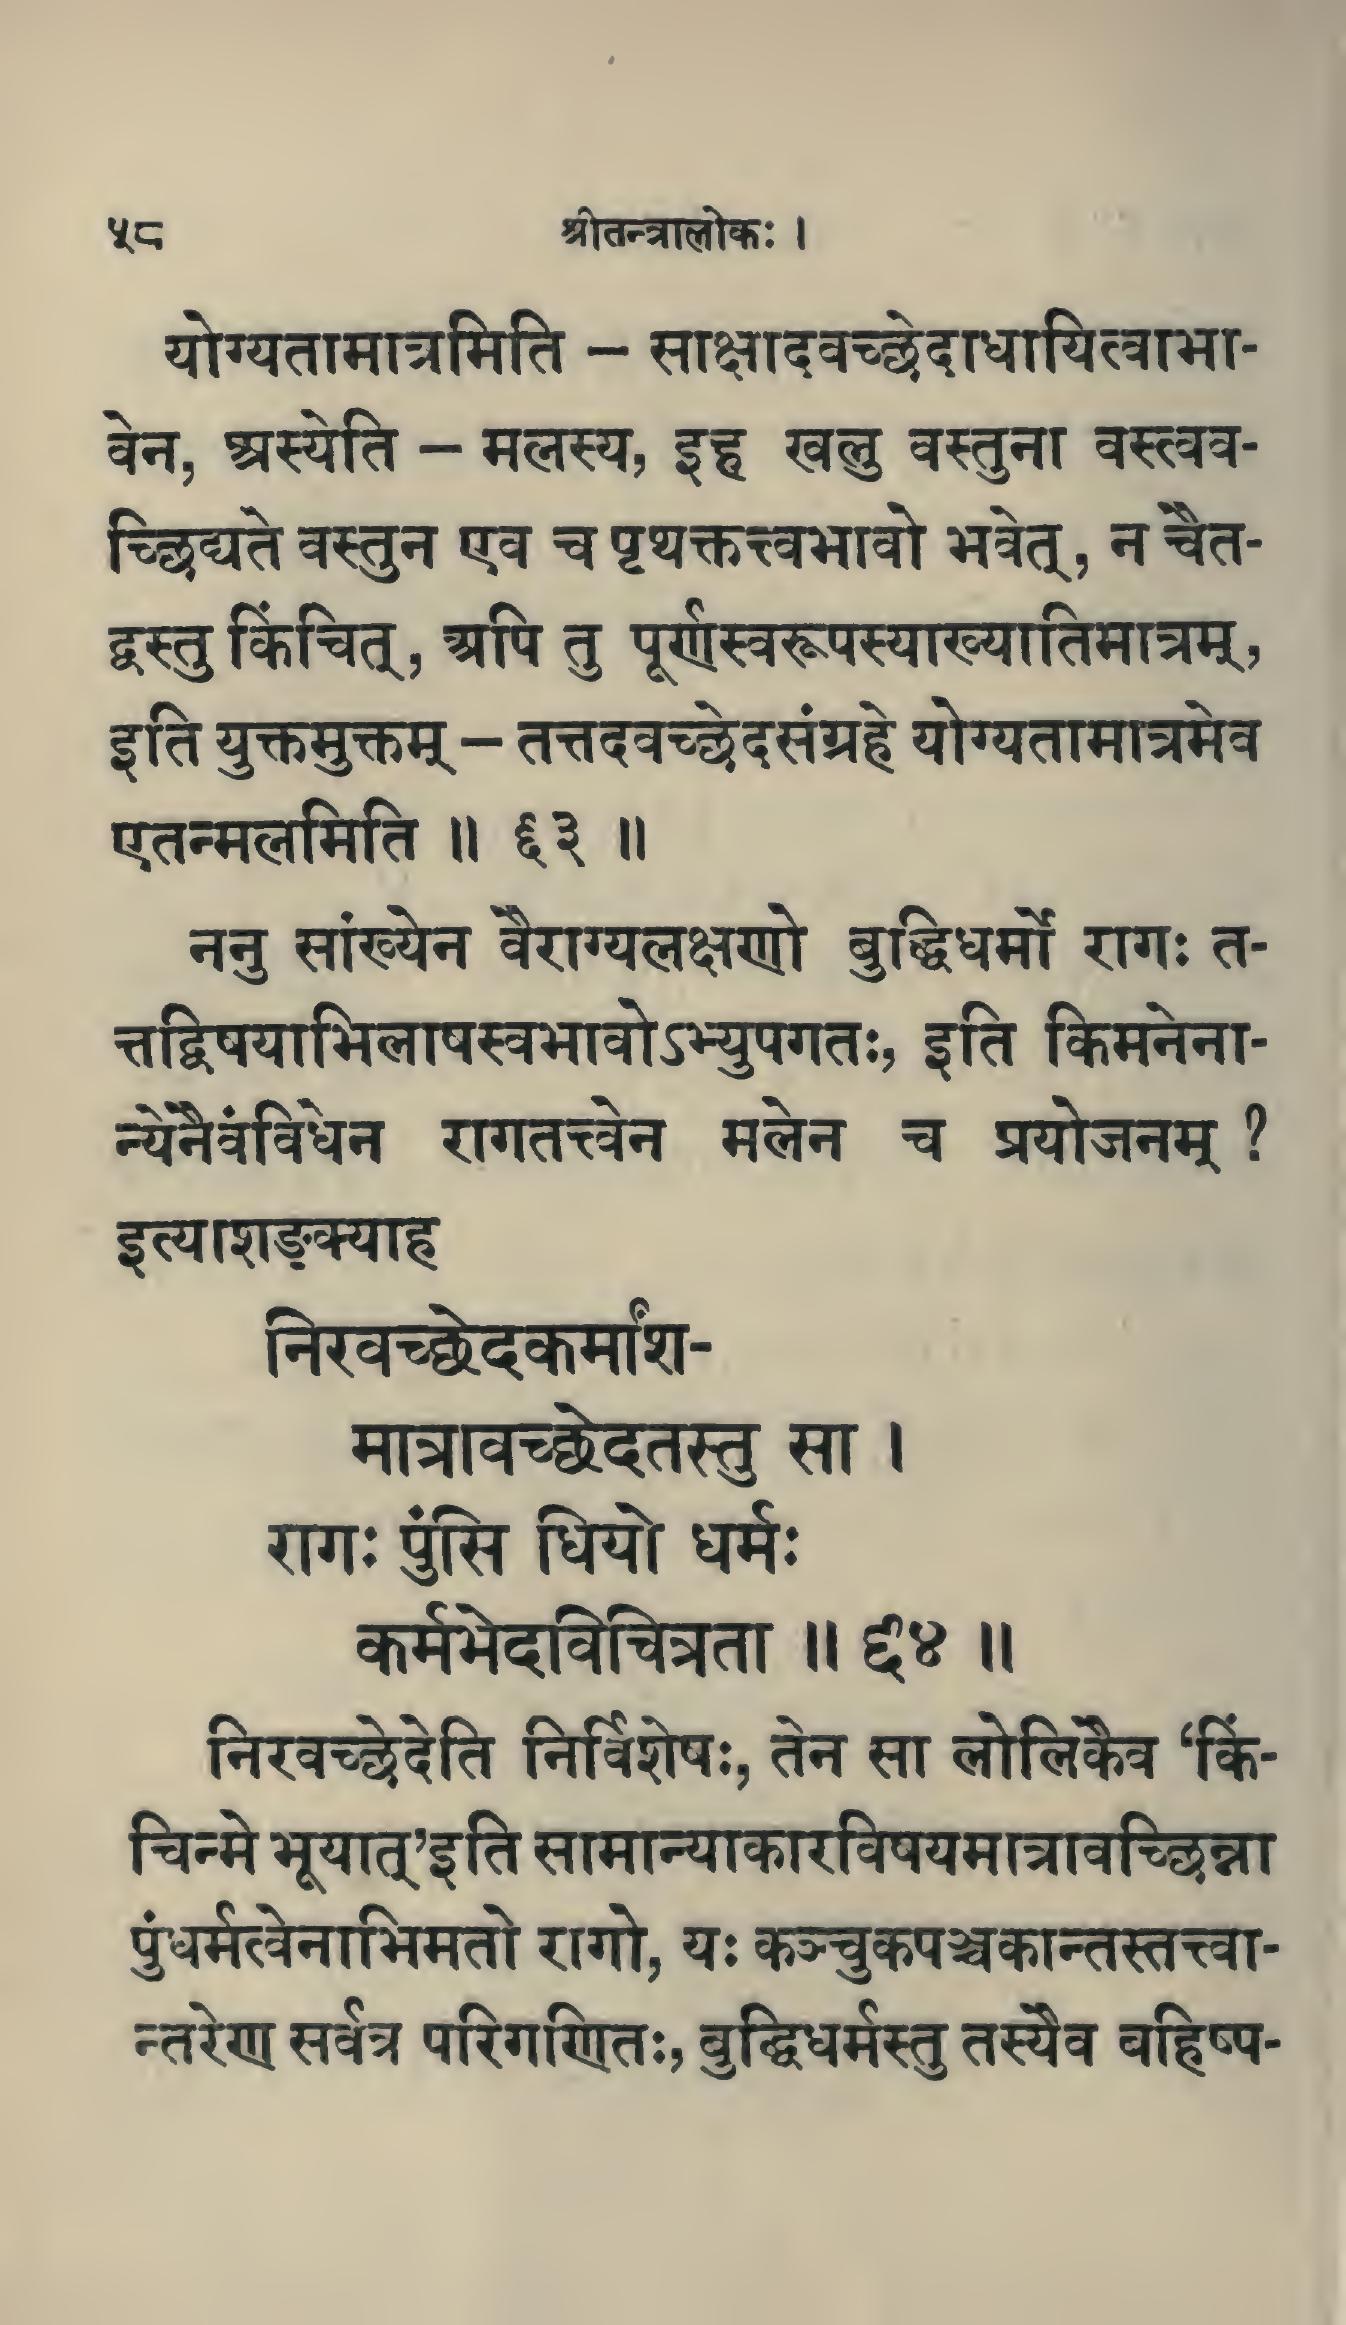 ५८
श्रीतन्त्रालोकः ।
योग्यतामात्रमिति – साक्षादवच्छेदाधायित्वाभा-
वेन, अस्येति – मलस्य, इह खलु वस्तुना वस्त्वव-
च्छिद्यते वस्तुन एव च पृथक्तत्त्वभावो भवेत्, न चैत-
द्वस्तु किंचित्, अपि तु पूर्णस्वरूपस्याख्यातिमात्रम्,
इति युक्तमुक्तम् – तत्तदवच्छेदसंग्रहे योग्यतामात्रमेव
एतन्मलमिति ॥ ६३ ॥
ननु सांख्येन वैराग्यलक्षणो बुद्धिधर्मो रागः त-
त्तद्विषयाभिलाषस्वभावोऽभ्युपगतः, इति किमनेना-
न्येनैवंविधेन रागतत्त्वेन मलेन च प्रयोजनम् ?
इत्याशङ्क्याह
निरवच्छेदकर्मांश-
मात्रावच्छेदतस्तु सा ।
रागः पुंसि धियो धर्मः
कर्मभेदविचित्रता ॥ ६४ ॥
निरवच्छेदेति निर्विशेषः, तेन सा लोलिकैव ‘किं-
चिन्मे भूयात्’इति सामान्याकारविषयमात्रावच्छिन्ना
पुंधर्मत्वेनाभिमतो रागो, यः कञ्चुकपञ्चकान्तस्तत्त्वा-
न्तरेण सर्वत्र परिगणितः, बुद्धिधर्मस्तु तस्यैव बहिष्प-